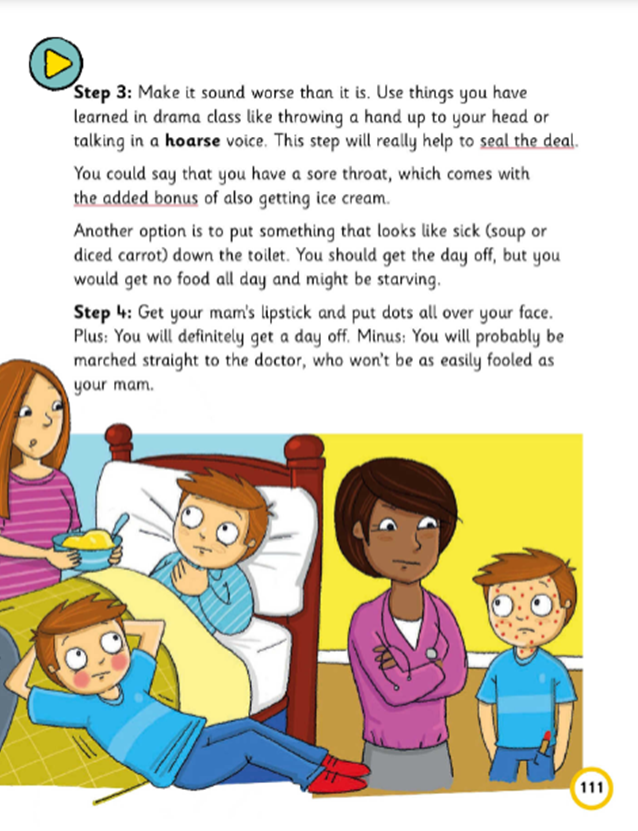 Step 3: Make it sound worse than it is. Use things you have
learned in drama class like throwing a hand up to your head or
talking in a hoarse voice. This step will really help to seal the deal.
You could say that you have a sore throat, which comes with
the added bonus of also getting ice cream.
Another option is to put something that looks like sick (soup or
diced carrot) down the toilet. You should get the day off, but you
would get no food all day and might be starving.
Step 4: Get your mam's lipstick and put dots all over your face.
Plus: You will definitely get a day off. Minus: You will probably be
marched straight to the doctor, who won't be as easily fooled as
your mam.
111